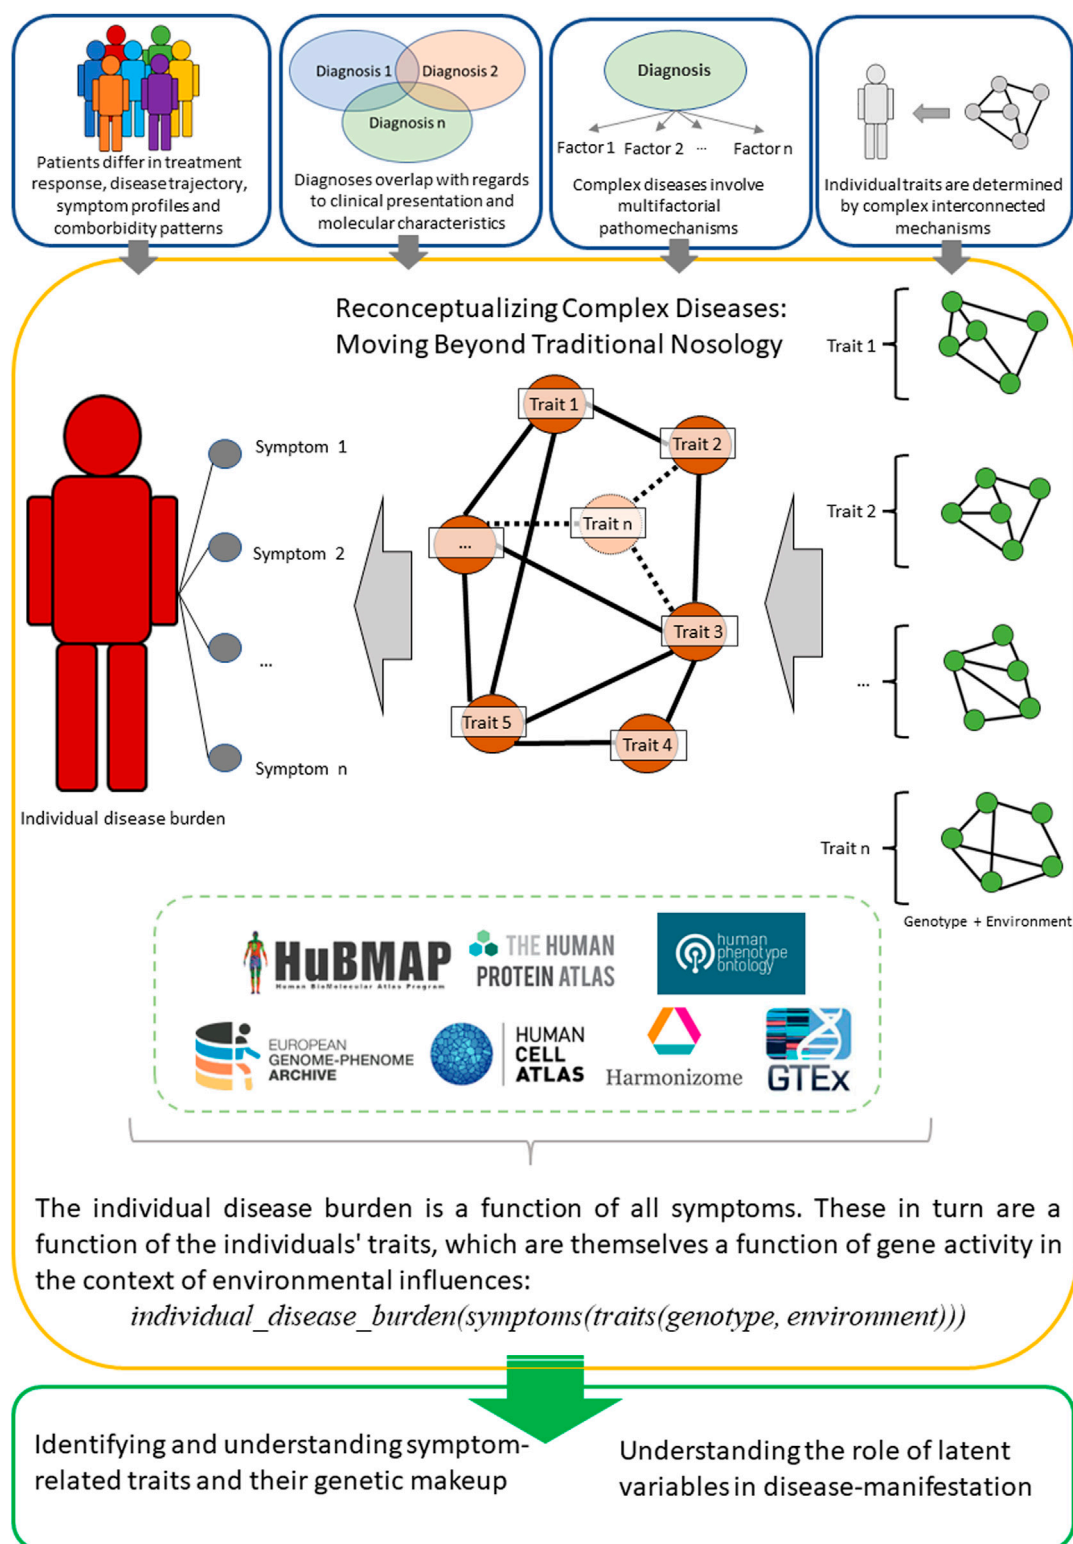 Patients differ in treatment
response, disease trajectory,
symptom profiles and
comborbidity patterns
Diagnosis 1
Diagnosis 2
Diagnosis n
Diagnoses overlap with regards
to clinical presentation and
molecular characteristics
Diagnosis
Factor 1 Factor 2 ... Factor n
Complex diseases involve
multifactorial
pathomechanisms
Individual traits are determined
by complex interconnected
mechanisms
Reconceptualizing Complex Diseases:
Moving Beyond Traditional Nosology
Symptom 1
Symptom 2
...
Symptom n
Individual disease burden
Trait 1
Trait 2
Trait n
...
Trait 3
Trait 5
Trait 4
Trait 1
Trait 2
...
Trait n
Genotype + Environment
HuBMAP
Human BioMolecular Atlas Program
THE HUMAN
PROTEIN ATLAS
human
phenotype
ontology
EUROPEAN
GENOME-PHENOME
ARCHIVE
HUMAN
CELL
ATLAS
Harmonizome
GTEx
The individual disease burden is a function of all symptoms. These in turn are a
function of the individuals' traits, which are themselves a function of gene activity in
the context of environmental influences:
individual_disease_burden(symptoms(traits(genotype, environment)))
Identifying and understanding symptom-
related traits and their genetic makeup
Understanding the role of latent
variables in disease-manifestation